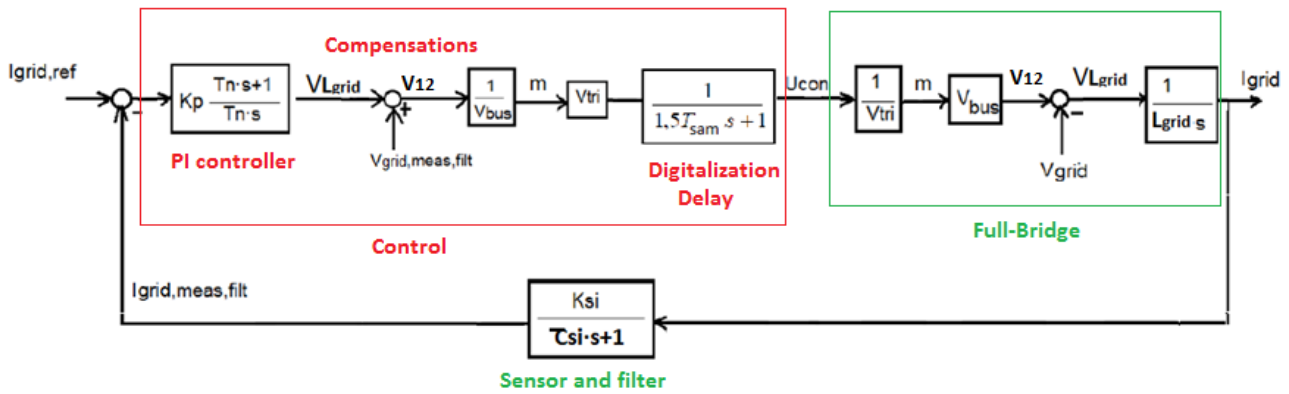 Compensations
Igrid,ref
Kp Tn·s+1
Tn·s
VLgrid
V12
+
1
Vbus
m
Vtri
1
1,5Tsam s+1
Ucon
1
Vtri
m
Vbus
V12
VLgrid
1
Lgrid·s
Igrid
-
-
PI controller
Vgrid,meas,filt
Digitalization
Delay
Vgrid
Control
Full-Bridge
Igrid,meas,filt
Ksi
τsi·s+1
Sensor and filter